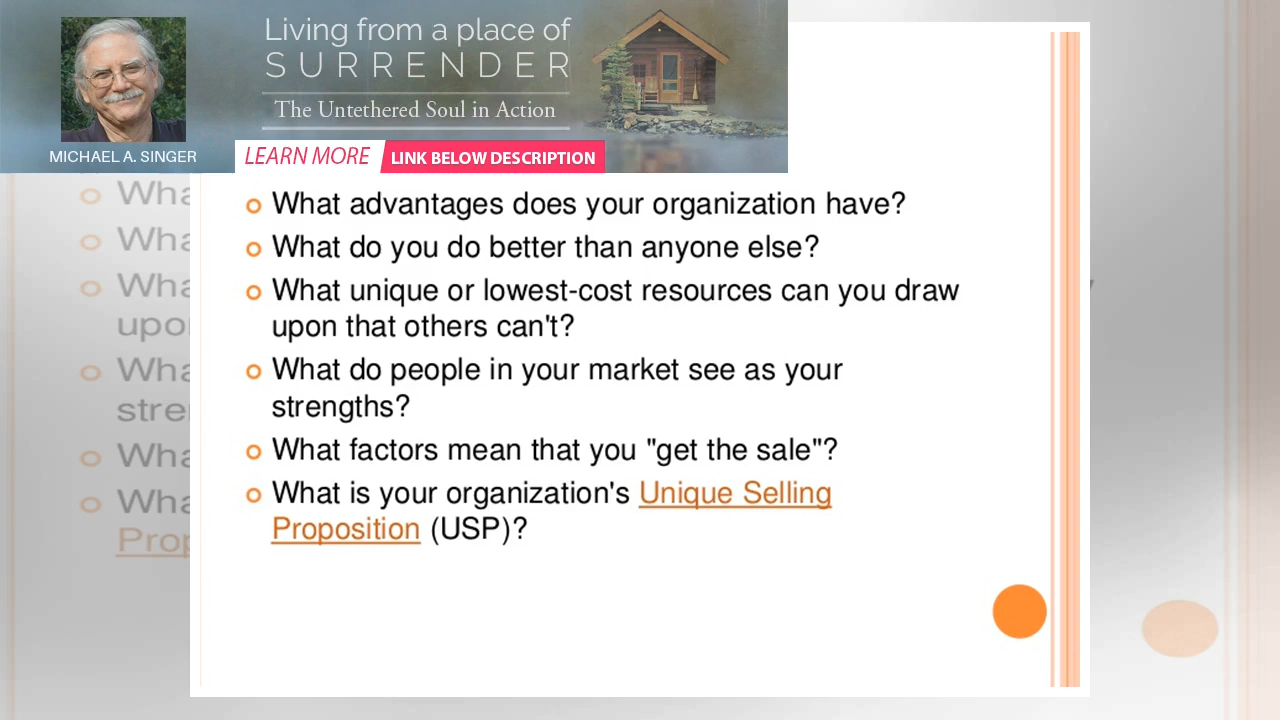 Living from a place of
SURRENDER
The Untethered Soul in Action
MICHAEL A. SINGER
LEARN MORE LINK BELOW DESCRIPTION
What advantages does your organization have?
What do you do better than anyone else?
What unique or lowest-cost resources can you draw
upon that others can't?
What do people in your market see as your
strengths?
What factors mean that you "get the sale"?
What is your organization's Unique Selling
Proposition (USP)?